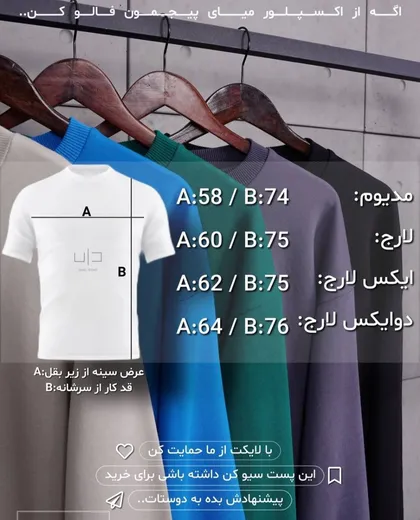 اگه از اکسپلور میای پیجمون فالو کن..
مدیوم: A:58 / B:74
لارج: A:60 / B:75
ایکس لارج: A:62 / B:75
دوایکس لارج: A:64 / B:76
A
B
عرض سینه از زیر بقل:A
قد کار از سرشانه:B
با لایکت از ما حمایت کن
این پست سیو کن داشته باشی برای خرید
پیشنهادش بده به دوستات..